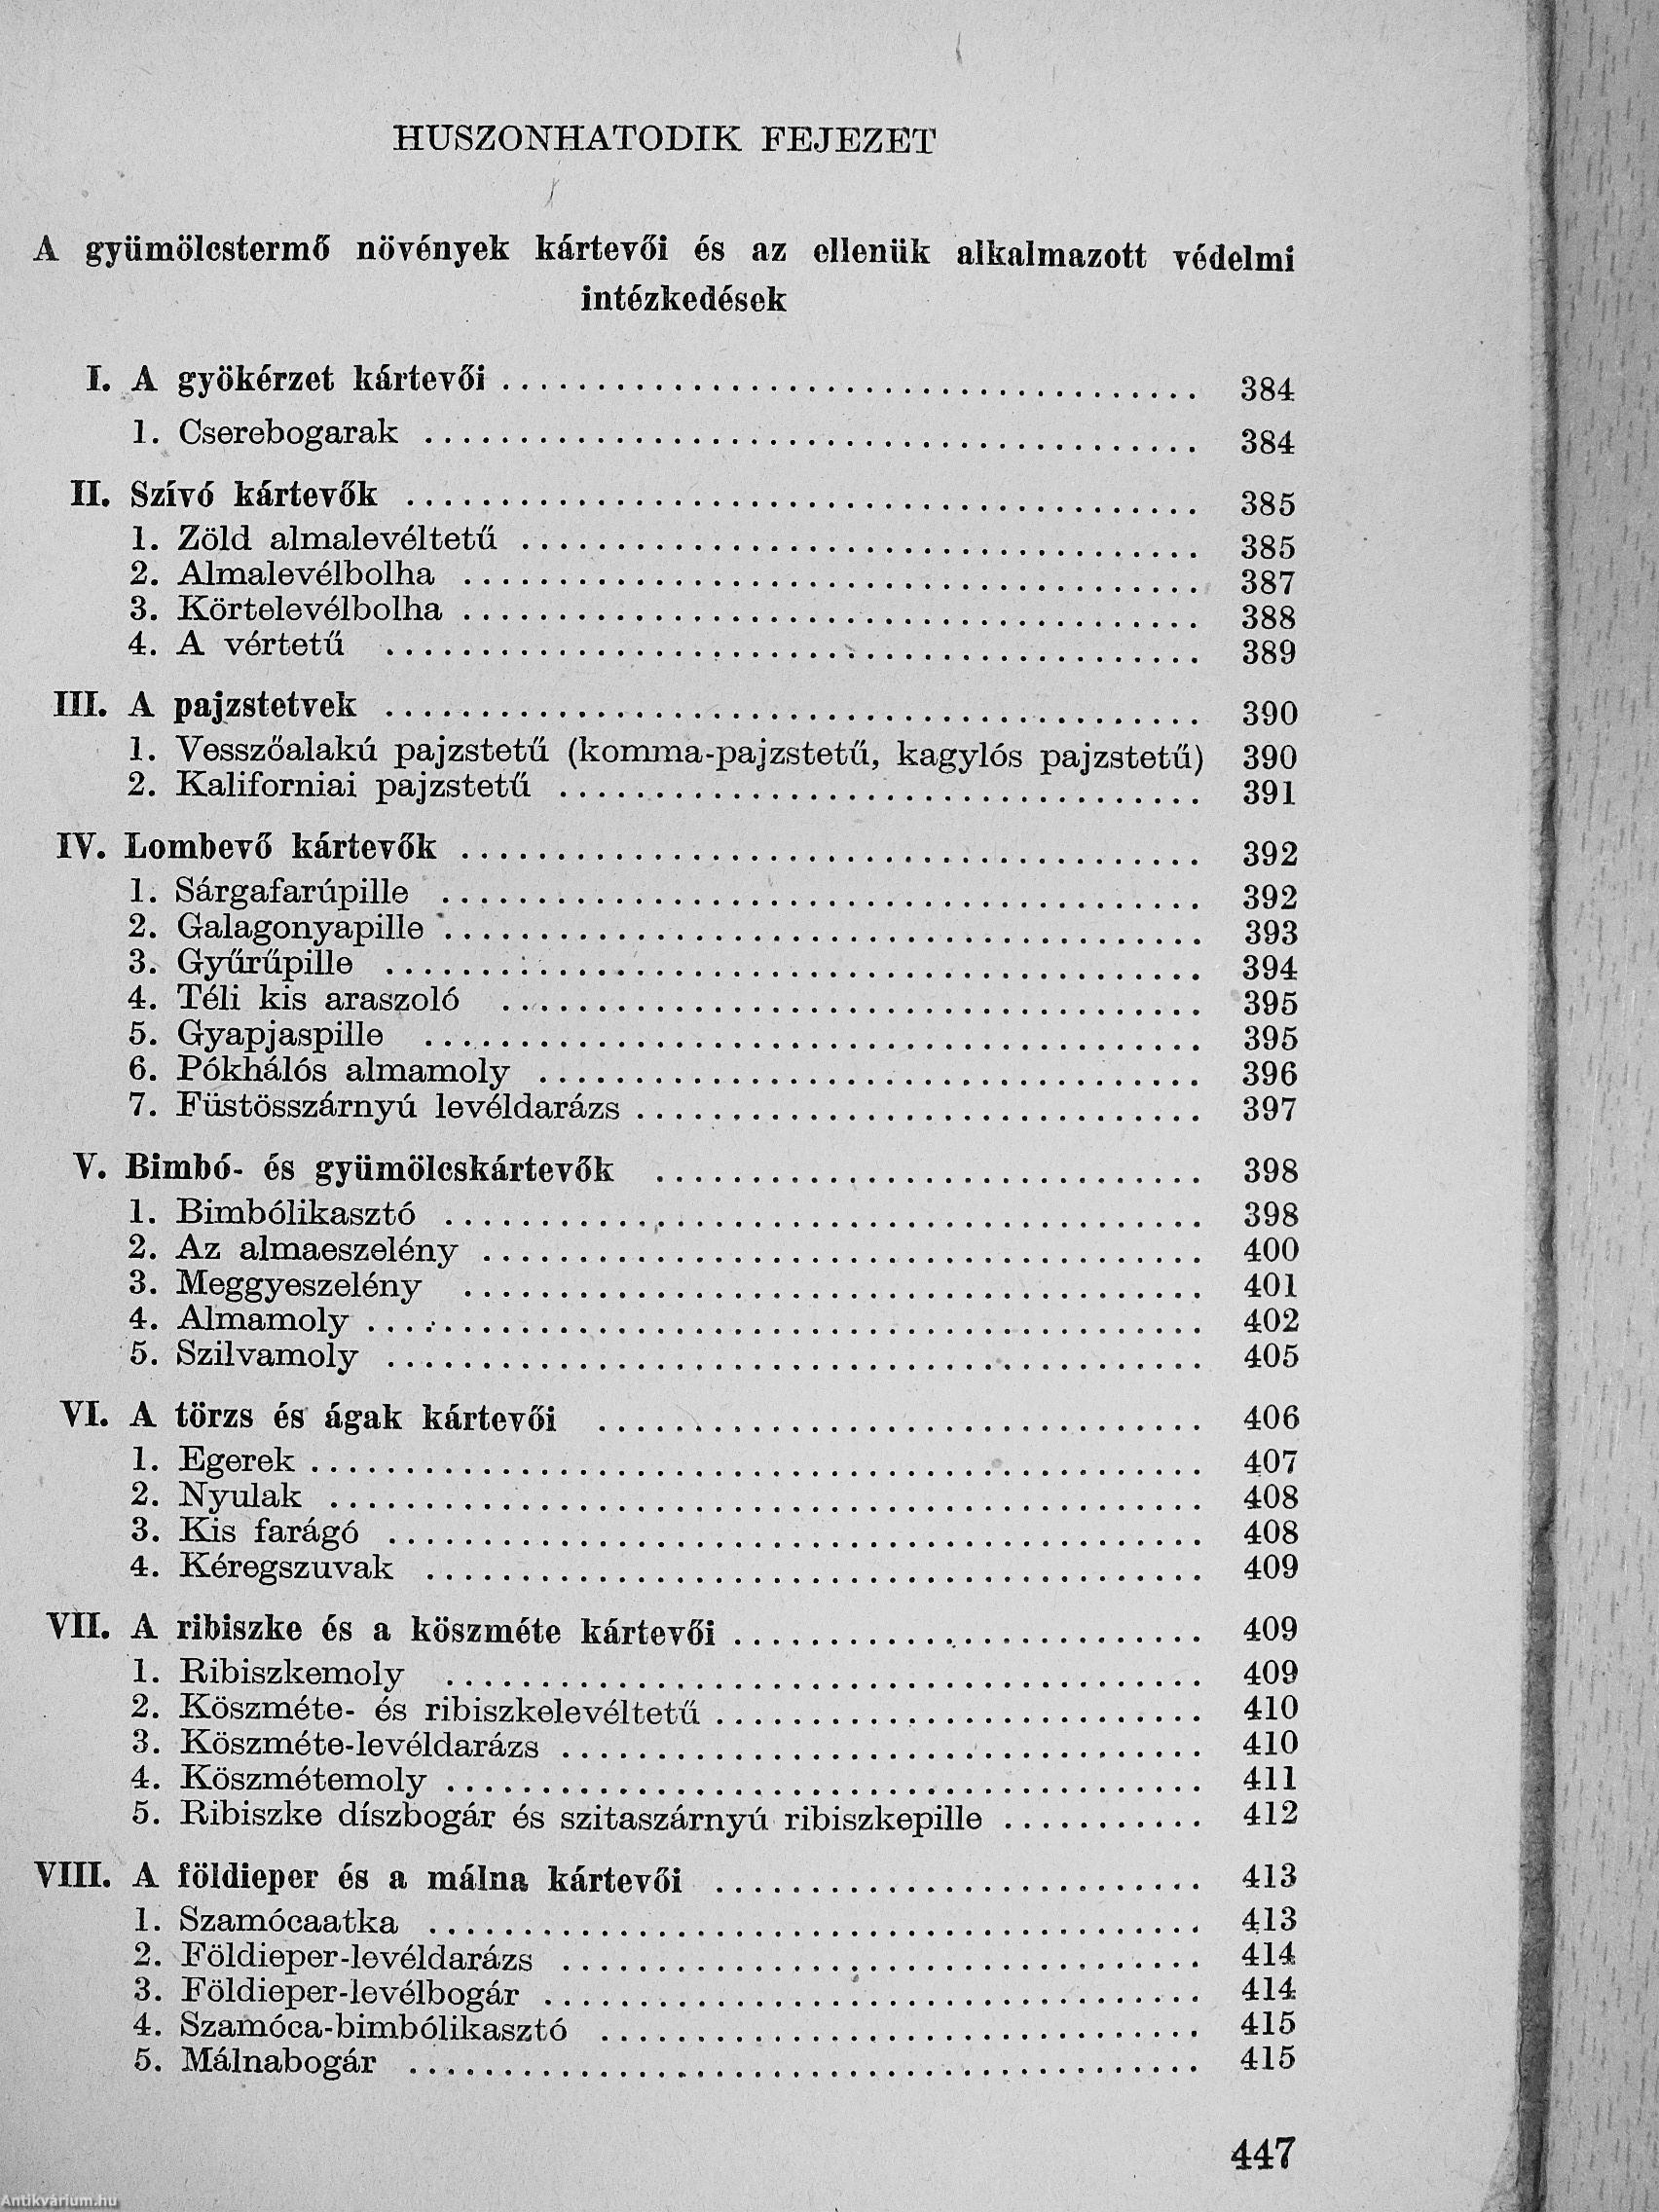 HUSZONHATODIK FEJEZET
A gyümölcstermő növények kártevői és az ellenük alkalmazott védelmi
intézkedések
I. A gyökérzet kártevői . . . . . . . . . . 384
1. Cserebogarak . . . . . . . . . . 384
II. Szívó kártevők . . . . . . . . . . 385
1. Zöld almalevéltetű . . . . . . . . . . 385
2. Almalevélbolha . . . . . . . . . . 387
3. Körtelevélbolha . . . . . . . . . . 388
4. A vértetű . . . . . . . . . . 389
III. A pajzstetvek . . . . . . . . . . 390
1. Vesszőalakú pajzstetű (komma-pajzstetű, kagylós pajzstetű) 390
2. Kaliforniai pajzstetű . . . . . . . . . . 391
IV. Lombevő kártevők . . . . . . . . . . 392
1. Sárgafarúpille . . . . . . . . . . 392
2. Galagonyapille . . . . . . . . . . 393
3. Gyűrűpille . . . . . . . . . . 394
4. Téli kis araszoló . . . . . . . . . . 395
5. Gyapjaspille . . . . . . . . . . 395
6. Pókhálós almamoly . . . . . . . . . . 396
7. Füstösszárnyú levéldarázs . . . . . . . . . . 397
V. Bimbó- és gyümölcskártevők . . . . . . . . . . 398
1. Bimbólikasztó . . . . . . . . . . 398
2. Az almaeszelény . . . . . . . . . . 400
3. Meggyeszelény . . . . . . . . . . 401
4. Almamoly . . . . . . . . . . 402
5. Szilvamoly . . . . . . . . . . 405
VI. A törzs és ágak kártevői . . . . . . . . . . 406
1. Egerek . . . . . . . . . . 407
2. Nyulak . . . . . . . . . . 408
3. Kis farágó . . . . . . . . . . 408
4. Kéregszuvak . . . . . . . . . . 409
VII. A ribiszke és a köszméte kártevői . . . . . . . . . . 409
1. Ribiszkemoly . . . . . . . . . . 409
2. Köszméte- és ribiszkelevéltetű . . . . . . . . . . 410
3. Köszméte-levéldarázs . . . . . . . . . . 410
4. Köszmétemoly . . . . . . . . . . 411
5. Ribiszke díszbogár és szitaszárnyú ribiszkepille . . . . . . . . . . 412
VIII. A földieper és a málna kártevői . . . . . . . . . . 413
1. Szamócaatka . . . . . . . . . . 413
2. Földieper-levéldarázs . . . . . . . . . . 414
3. Földieper-levélbogár . . . . . . . . . . 414
4. Szamóca-bimbólikasztó . . . . . . . . . . 415
5. Málnabogár . . . . . . . . . . 415
447
Antikvárium.hu